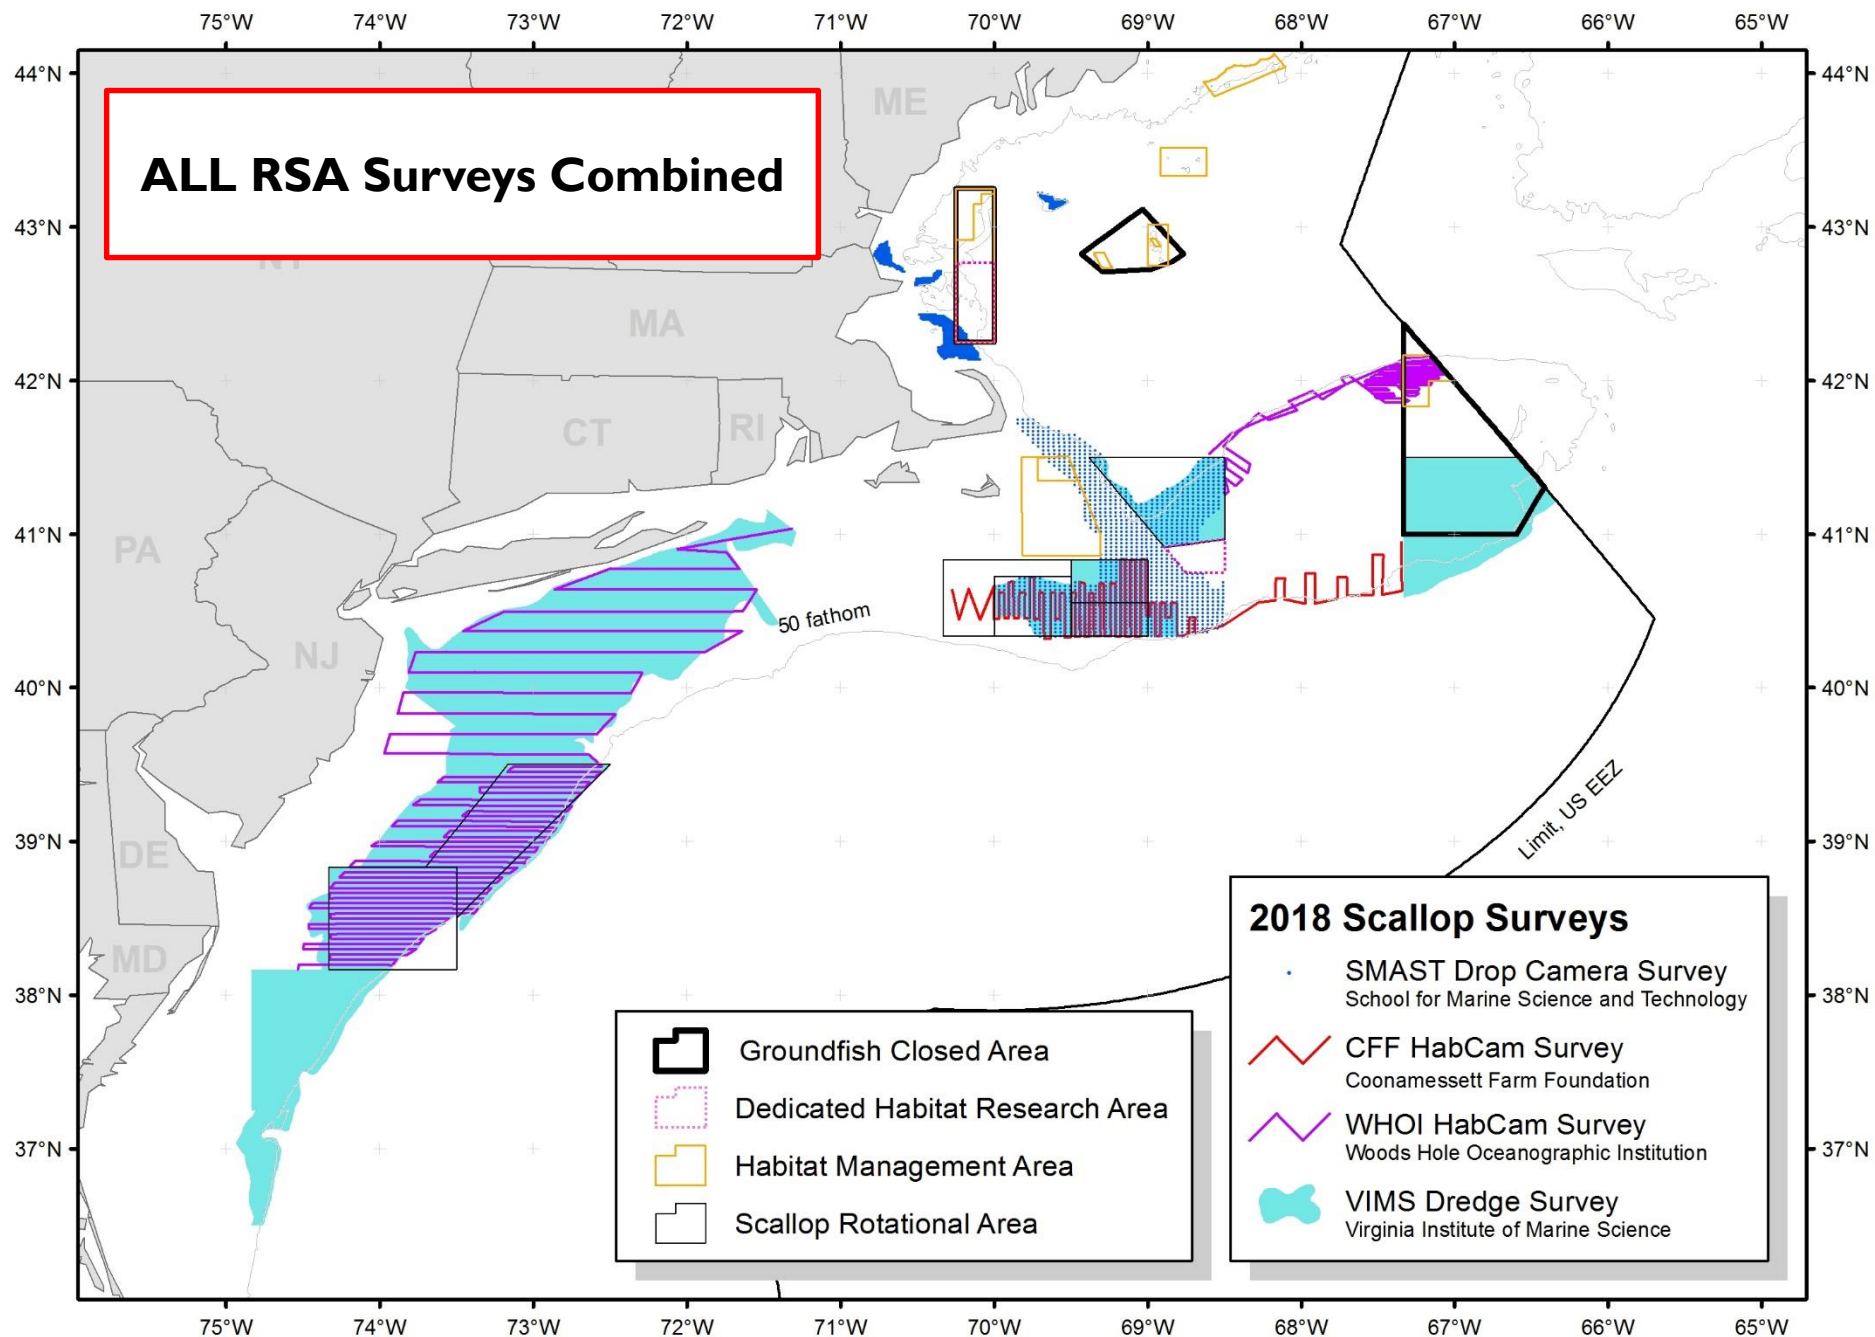 75°W 74°W 73°W 72°W 71°W 70°W 69°W 68°W 67°W 66°W 65°W
44°N 44°N
ME
ALL RSA Surveys Combined
43°N 43°N
NY
MA
42°N 42°N
CT RI
41°N 41°N
PA
50 fathom
NJ
40°N 40°N
Limit, US EEZ
39°N 39°N
DE
MD
38°N 38°N
37°N 37°N
Groundfish Closed Area
Dedicated Habitat Research Area
Habitat Management Area
Scallop Rotational Area
2018 Scallop Surveys
SMAST Drop Camera Survey
School for Marine Science and Technology
CFF HabCam Survey
Coonamessett Farm Foundation
WHOI HabCam Survey
Woods Hole Oceanographic Institution
VIMS Dredge Survey
Virginia Institute of Marine Science
75°W 74°W 73°W 72°W 71°W 70°W 69°W 68°W 67°W 66°W 65°W